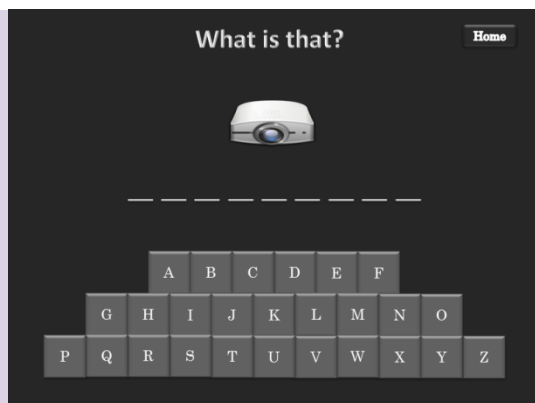 What is that?
Home
_ _ _ _ _ _ _ _ _
A B C D E F
G H I J K L M N O
P Q R S T U V W X Y Z